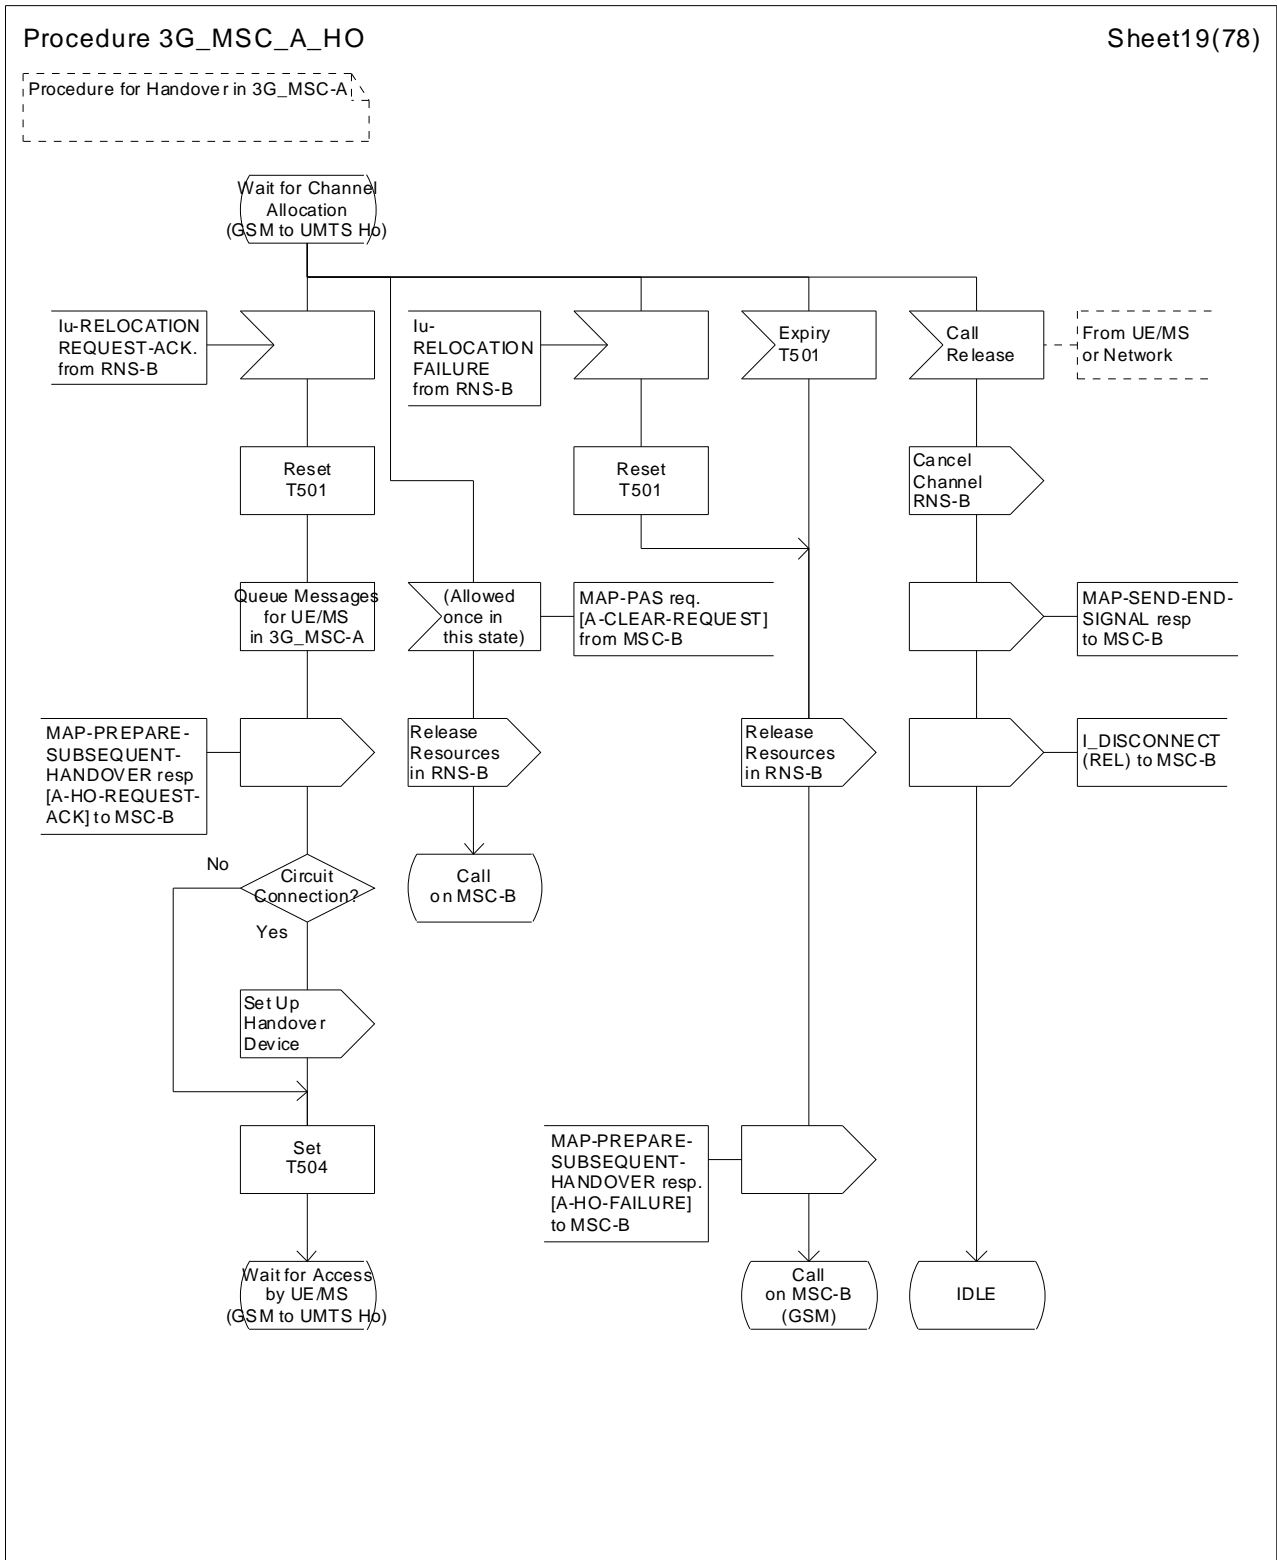 Procedure 3G_MSC_A_HO
Sheet19(78)
Procedure for Handover in 3G_MSC-A
Wait for Channel
Allocation
(GSM to UMTS Ho)
Iu-RELOCATION
REQUEST-ACK.
from RNS-B
Iu-
RELOCATION
FAILURE
from RNS-B
Expiry
T501
Call
Release
From UE/MS
or Network
Reset
T501
Reset
T501
Cancel
Channel
RNS-B
Queue Messages
for UE/MS
in 3G_MSC-A
(Allowed
once in
this state)
MAP-PAS req.
[A-CLEAR-REQUEST]
from MSC-B
MAP-SEND-END-
SIGNAL resp
to MSC-B
MAP-PREPARE-
SUBSEQUENT-
HANDOVER resp
[A-HO-REQUEST-
ACK] to MSC-B
Release
Resources
in RNS-B
Release
Resources
in RNS-B
I_DISCONNECT
(REL) to MSC-B
No
Circuit
Connection?
Yes
Call
on MSC-B
Set Up
Handover
Device
Set
T504
MAP-PREPARE-
SUBSEQUENT-
HANDOVER resp.
[A-HO-FAILURE]
to MSC-B
Wait for Access
by UE/MS
(GSM to UMTS Ho)
Call
on MSC-B
(GSM)
IDLE